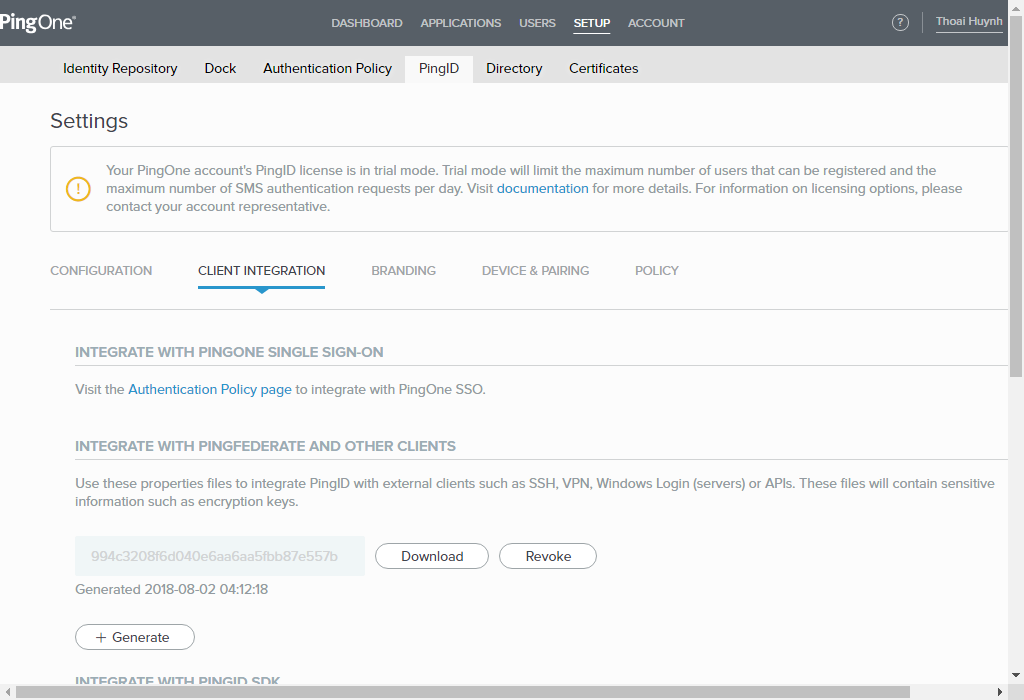 PingOne® DASHBOARD APPLICATIONS USERS SETUP ACCOUNT ? Thoai Huynh
Identity Repository Dock Authentication Policy PingID Directory Certificates
Settings
Your PingOne account's PingID license is in trial mode. Trial mode will limit the maximum number of users that can be registered and the
maximum number of SMS authentication requests per day. Visit documentation for more details. For information on licensing options, please
contact your account representative.
CONFIGURATION CLIENT INTEGRATION BRANDING DEVICE & PAIRING POLICY
INTEGRATE WITH PINGONE SINGLE SIGN-ON
Visit the Authentication Policy page to integrate with PingOne SSO.
INTEGRATE WITH PINGFEDERATE AND OTHER CLIENTS
Use these properties files to integrate PingID with external clients such as SSH, VPN, Windows Login (servers) or APIs. These files will contain sensitive
information such as encryption keys.
994c3208f6d040e6aa6aa5fbb87e557b Download Revoke
Generated 2018-08-02 04:12:18
+ Generate
INTEGRATE WITH PINGID SDK